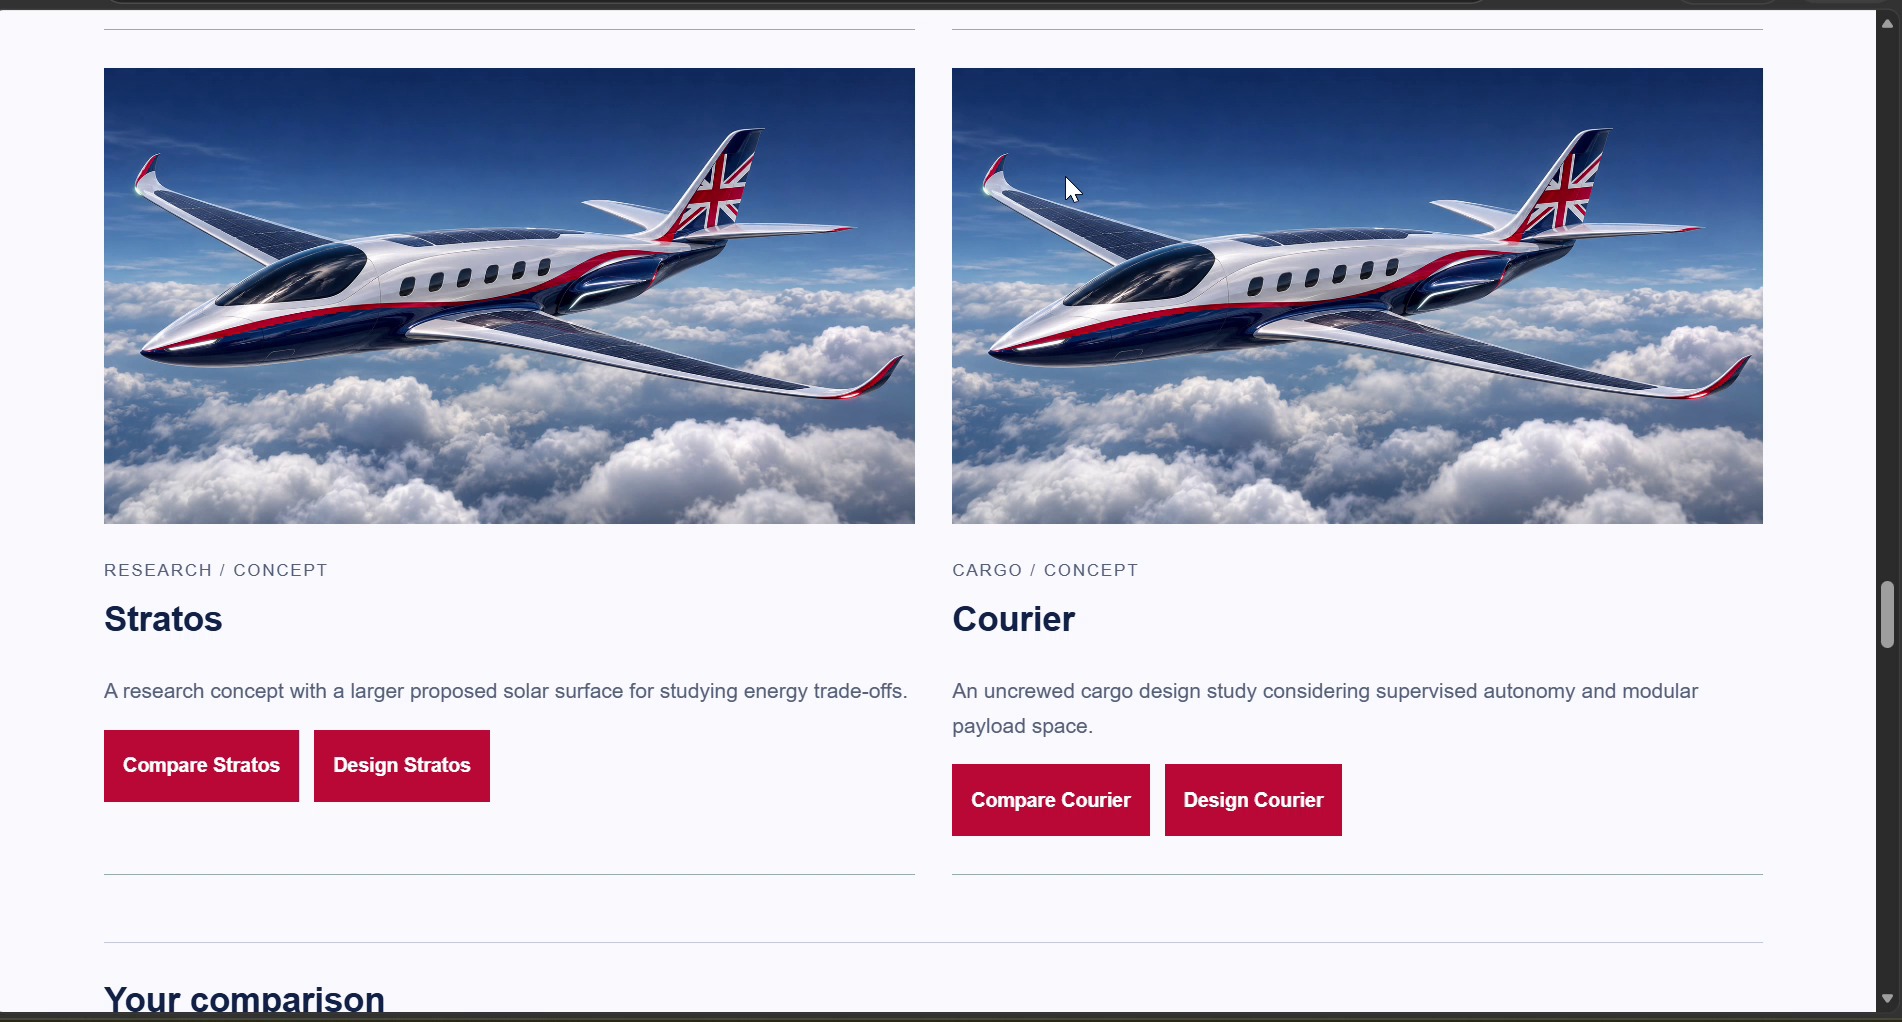 RESEARCH / CONCEPT
Stratos
A research concept with a larger proposed solar surface for studying energy trade-offs.
Compare Stratos
Design Stratos
CARGO / CONCEPT
Courier
An uncrewed cargo design study considering supervised autonomy and modular
payload space.
Compare Courier
Design Courier
Your comparison